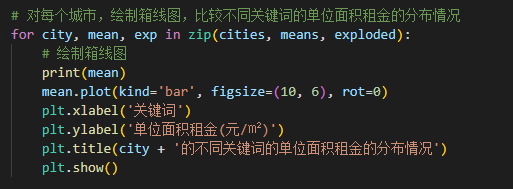 # 对每个城市，绘制箱线图，比较不同关键词的单位面积租金的分布情况
for city, mean, exp in zip(cities, means, exploded):
# 绘制箱线图
print(mean)
mean.plot(kind='bar', figsize=(10, 6), rot=0)
plt.xlabel('关键词')
plt.ylabel('单位面积租金(元/㎡)')
plt.title(city + '的不同关键词的单位面积租金的分布情况')
plt.show()